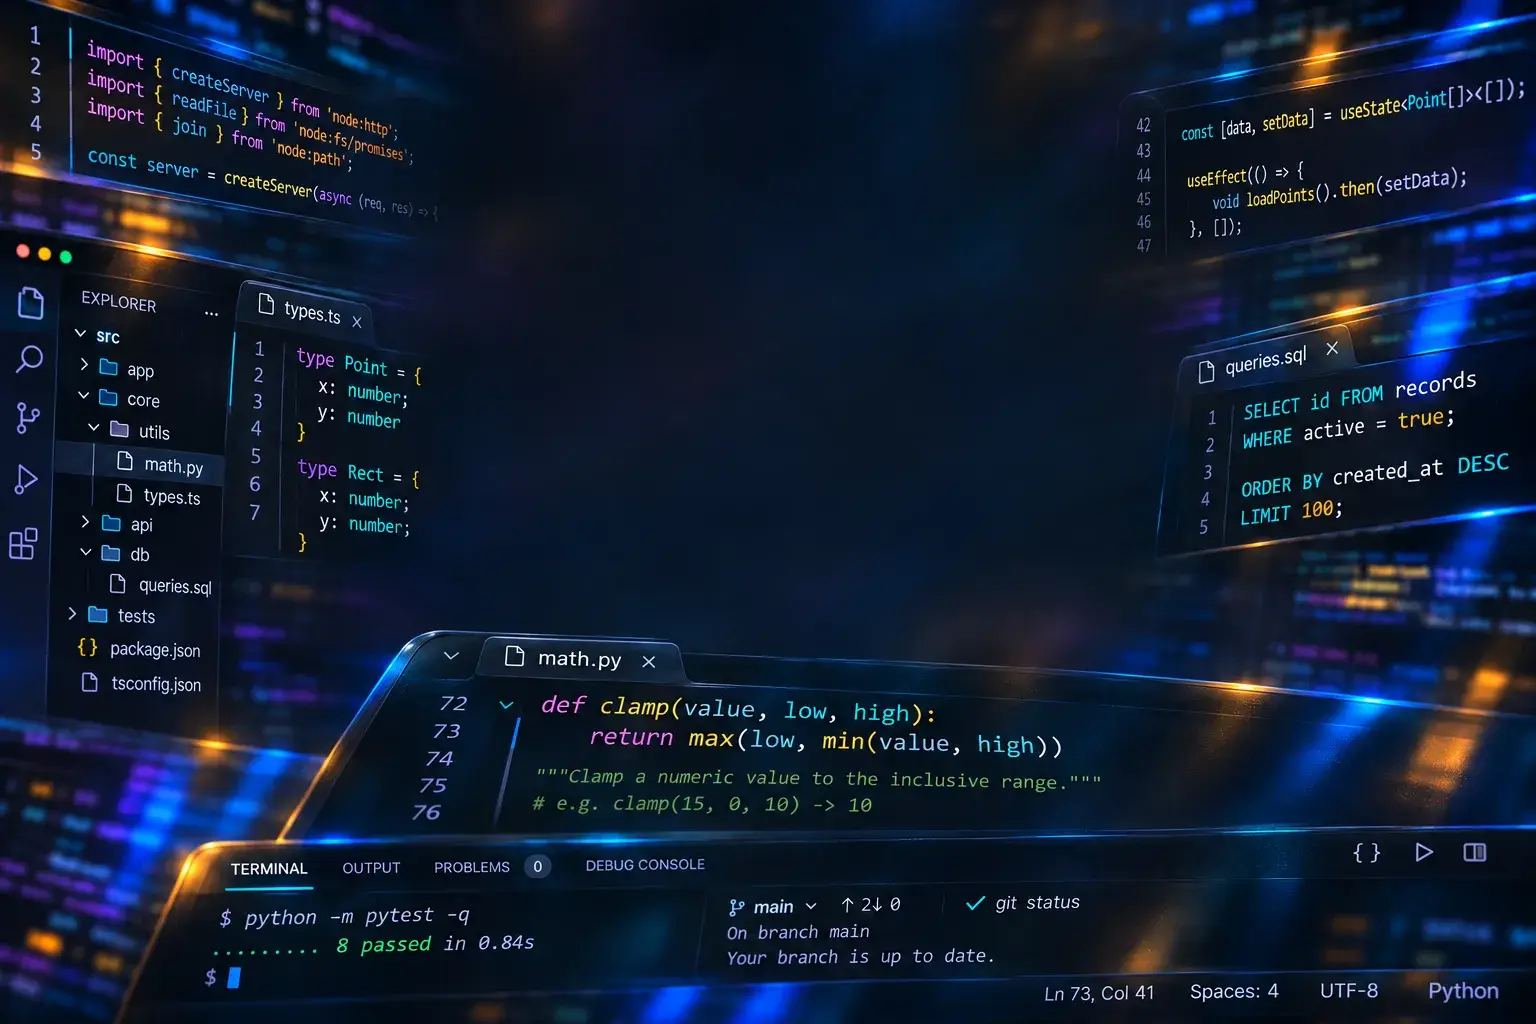 1
2
3
4
5
import { createServer } from 'node:http';
import { readFile } from 'node:fs/promises';
import { join } from 'node:path';
const server = createServer(async (req, res) => {
42 const [data, setData] = useState<Point[]><[]);
43
44 useEffect(() => {
45 void loadPoints().then(setData);
46 }, []);
47
EXPLORER ...
src
app
core
utils
math.py
types.ts
api
db
queries.sql
tests
{} package.json
tsconfig.json
types.ts ×
1 type Point = {
2 x: number;
3 y: number
4 }
5 type Rect = {
6 x: number;
7 y: number;
}
queries.sql ×
1 SELECT id FROM records
2 WHERE active = true;
3
4 ORDER BY created_at DESC
5 LIMIT 100;
math.py ×
72 def clamp(value, low, high):
73 return max(low, min(value, high))
74
75 """Clamp a numeric value to the inclusive range."""
76 # e.g. clamp(15, 0, 10) -> 10
TERMINAL OUTPUT PROBLEMS 0 DEBUG CONSOLE { }
$ python -m pytest -q
......... 8 passed in 0.84s
$
main ↑ 2↓ 0 ✓ git status
On branch main
Your branch is up to date.
Ln 73, Col 41 Spaces: 4 UTF-8 Python